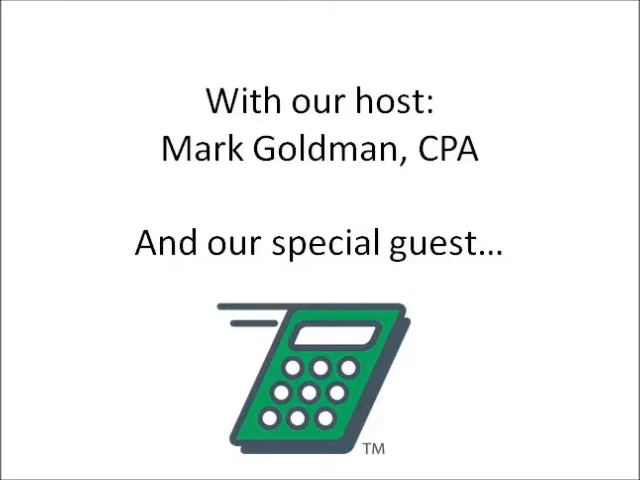 With our host:
Mark Goldman, CPA
And our special guest…
TM